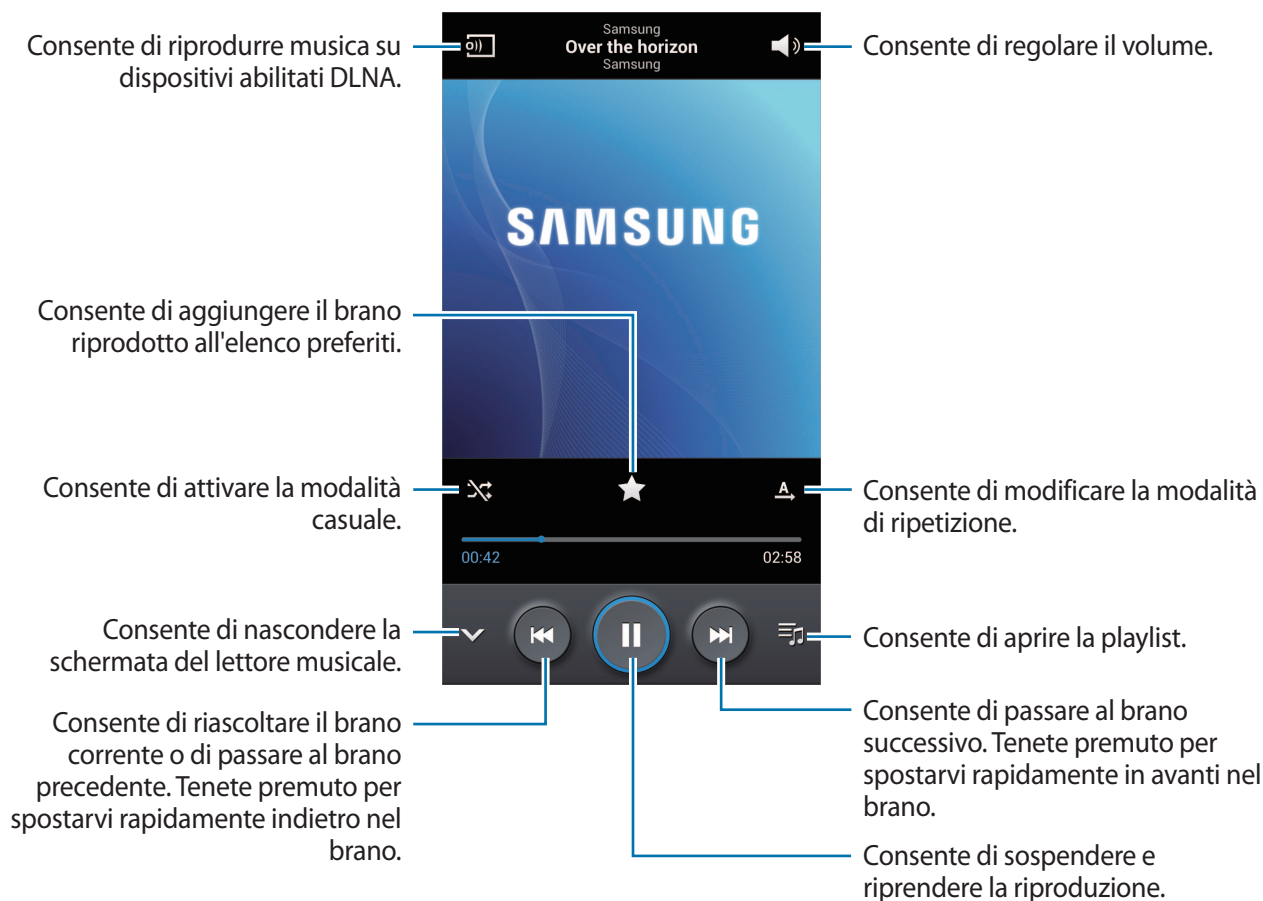 Consente di riprodurre musica su
dispositivi abilitati DLNA.
Samsung
Over the horizon
Samsung
Consente di regolare il volume.
SAMSUNG
Consente di aggiungere il brano
riprodotto all'elenco preferiti.
Consente di attivare la modalità
casuale.
A
Consente di modificare la modalità
di ripetizione.
00:42
02:58
Consente di nascondere la
schermata del lettore musicale.
Consente di aprire la playlist.
Consente di riascoltare il brano
corrente o di passare al brano
precedente. Tenete premuto per
spostarvi rapidamente indietro nel
brano.
Consente di passare al brano
successivo. Tenete premuto per
spostarvi rapidamente in avanti nel
brano.
Consente di sospendere e
riprendere la riproduzione.